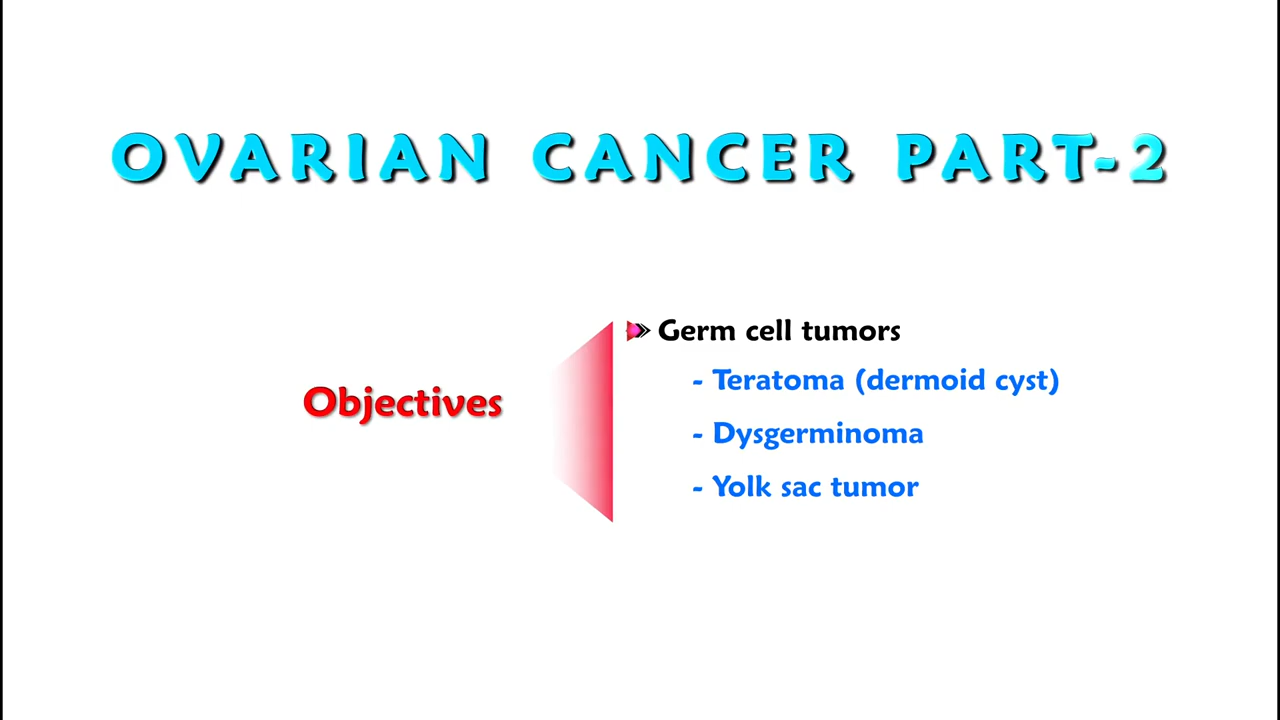 OVARIAN CANCER PART-2
Objectives
Germ cell tumors
- Teratoma (dermoid cyst)
- Dysgerminoma
- Yolk sac tumor